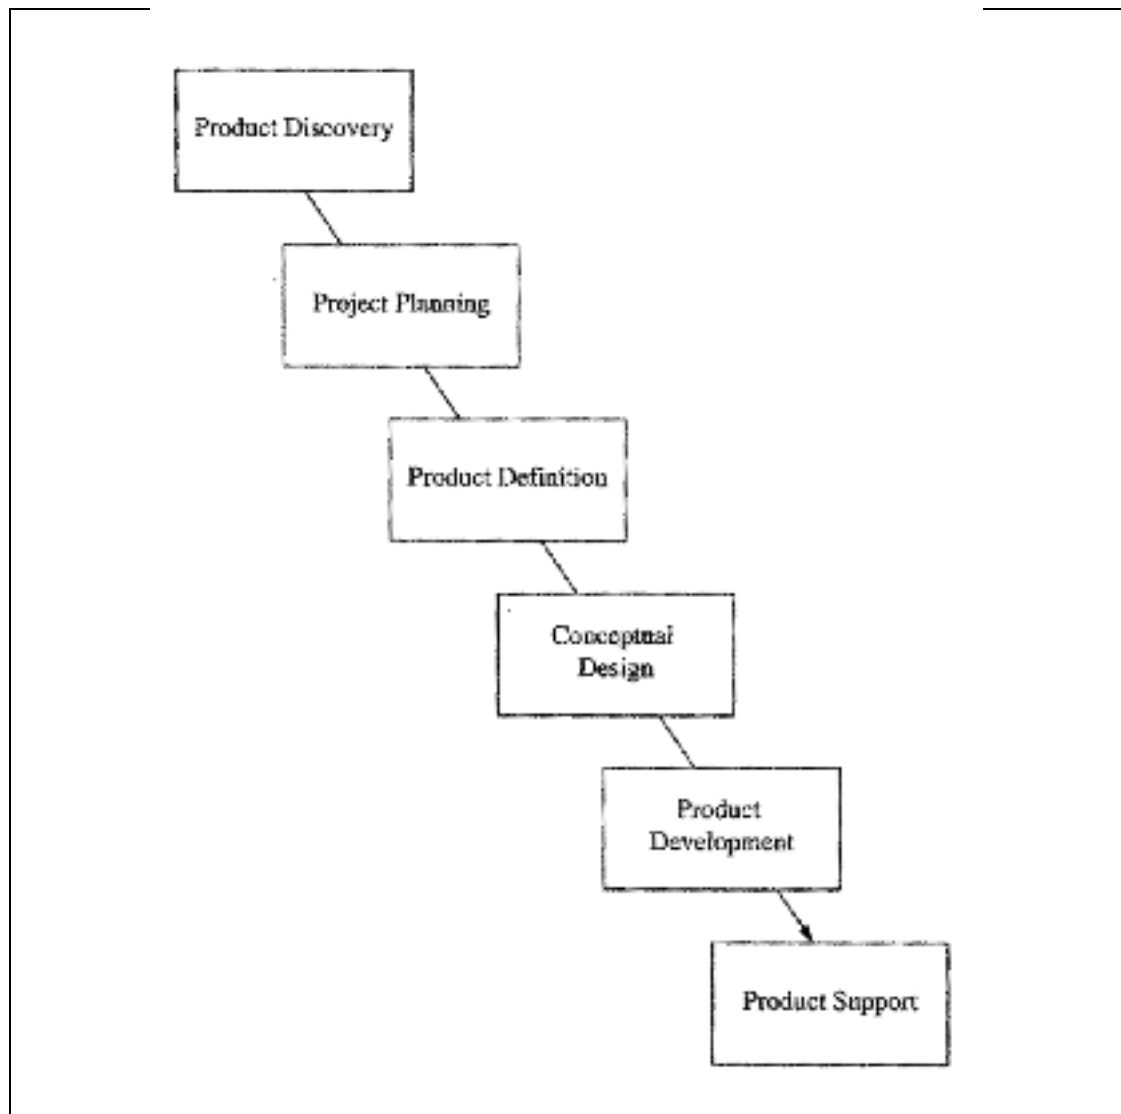 Product Discovery
Project Planning
Product Definition
Conceptual
Design
Product
Development
Product Support